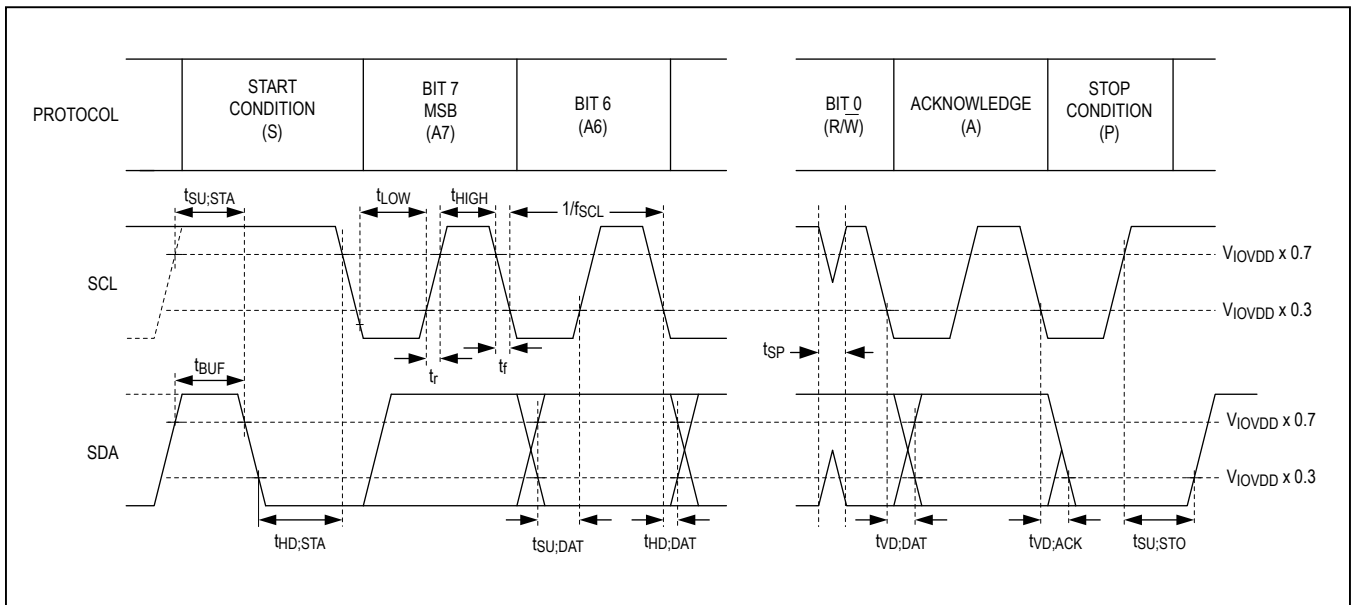 PROTOCOL
START
CONDITION
(S)
BIT 7
MSB
(A7)
BIT 6
(A6)
BIT 0
(R/W̅)
ACKNOWLEDGE
(A)
STOP
CONDITION
(P)
tSU;STA
tLOW
tHIGH
1/fSCL
SCL
VIOVDD x 0.7
VIOVDD x 0.3
tBUF
tr
tf
tSP
SDA
VIOVDD x 0.7
VIOVDD x 0.3
tHD;STA
tSU;DAT
tHD;DAT
tVD;DAT
tVD;ACK
tSU;STO